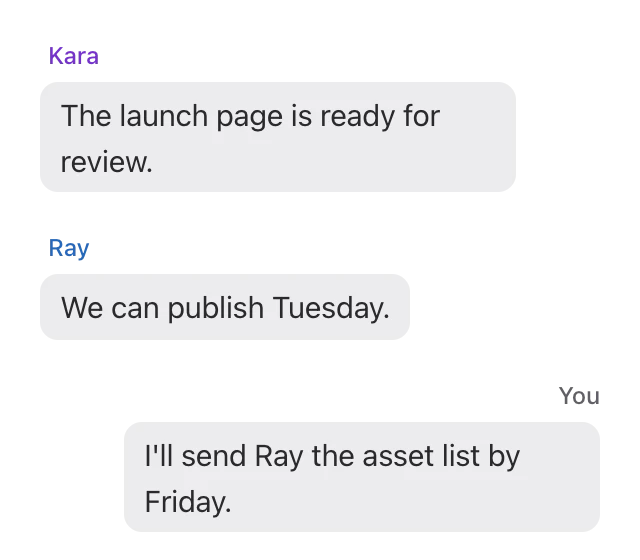 Kara
The launch page is ready for
review.
Ray
We can publish Tuesday.
You
I'll send Ray the asset list by
Friday.